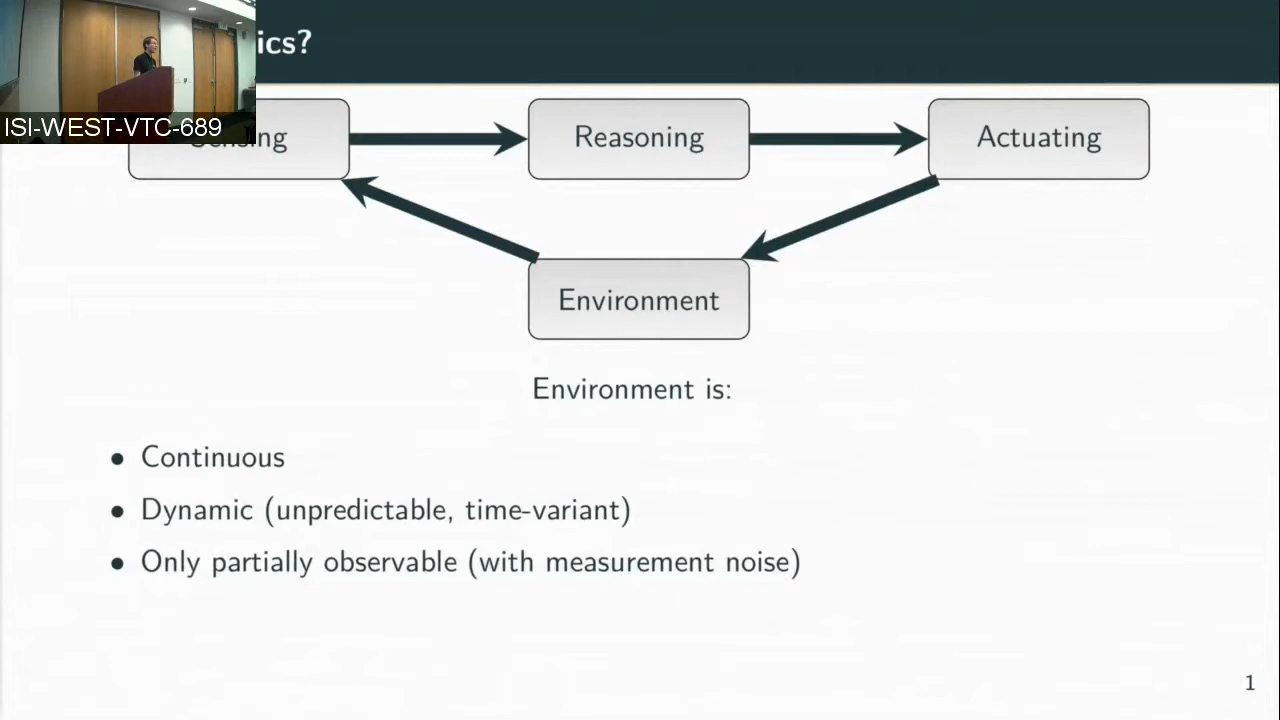 ics?
ISI-WEST-VTC-689
Sensing
Reasoning
Actuating
Environment
Environment is:
• Continuous
• Dynamic (unpredictable, time-variant)
• Only partially observable (with measurement noise)
1